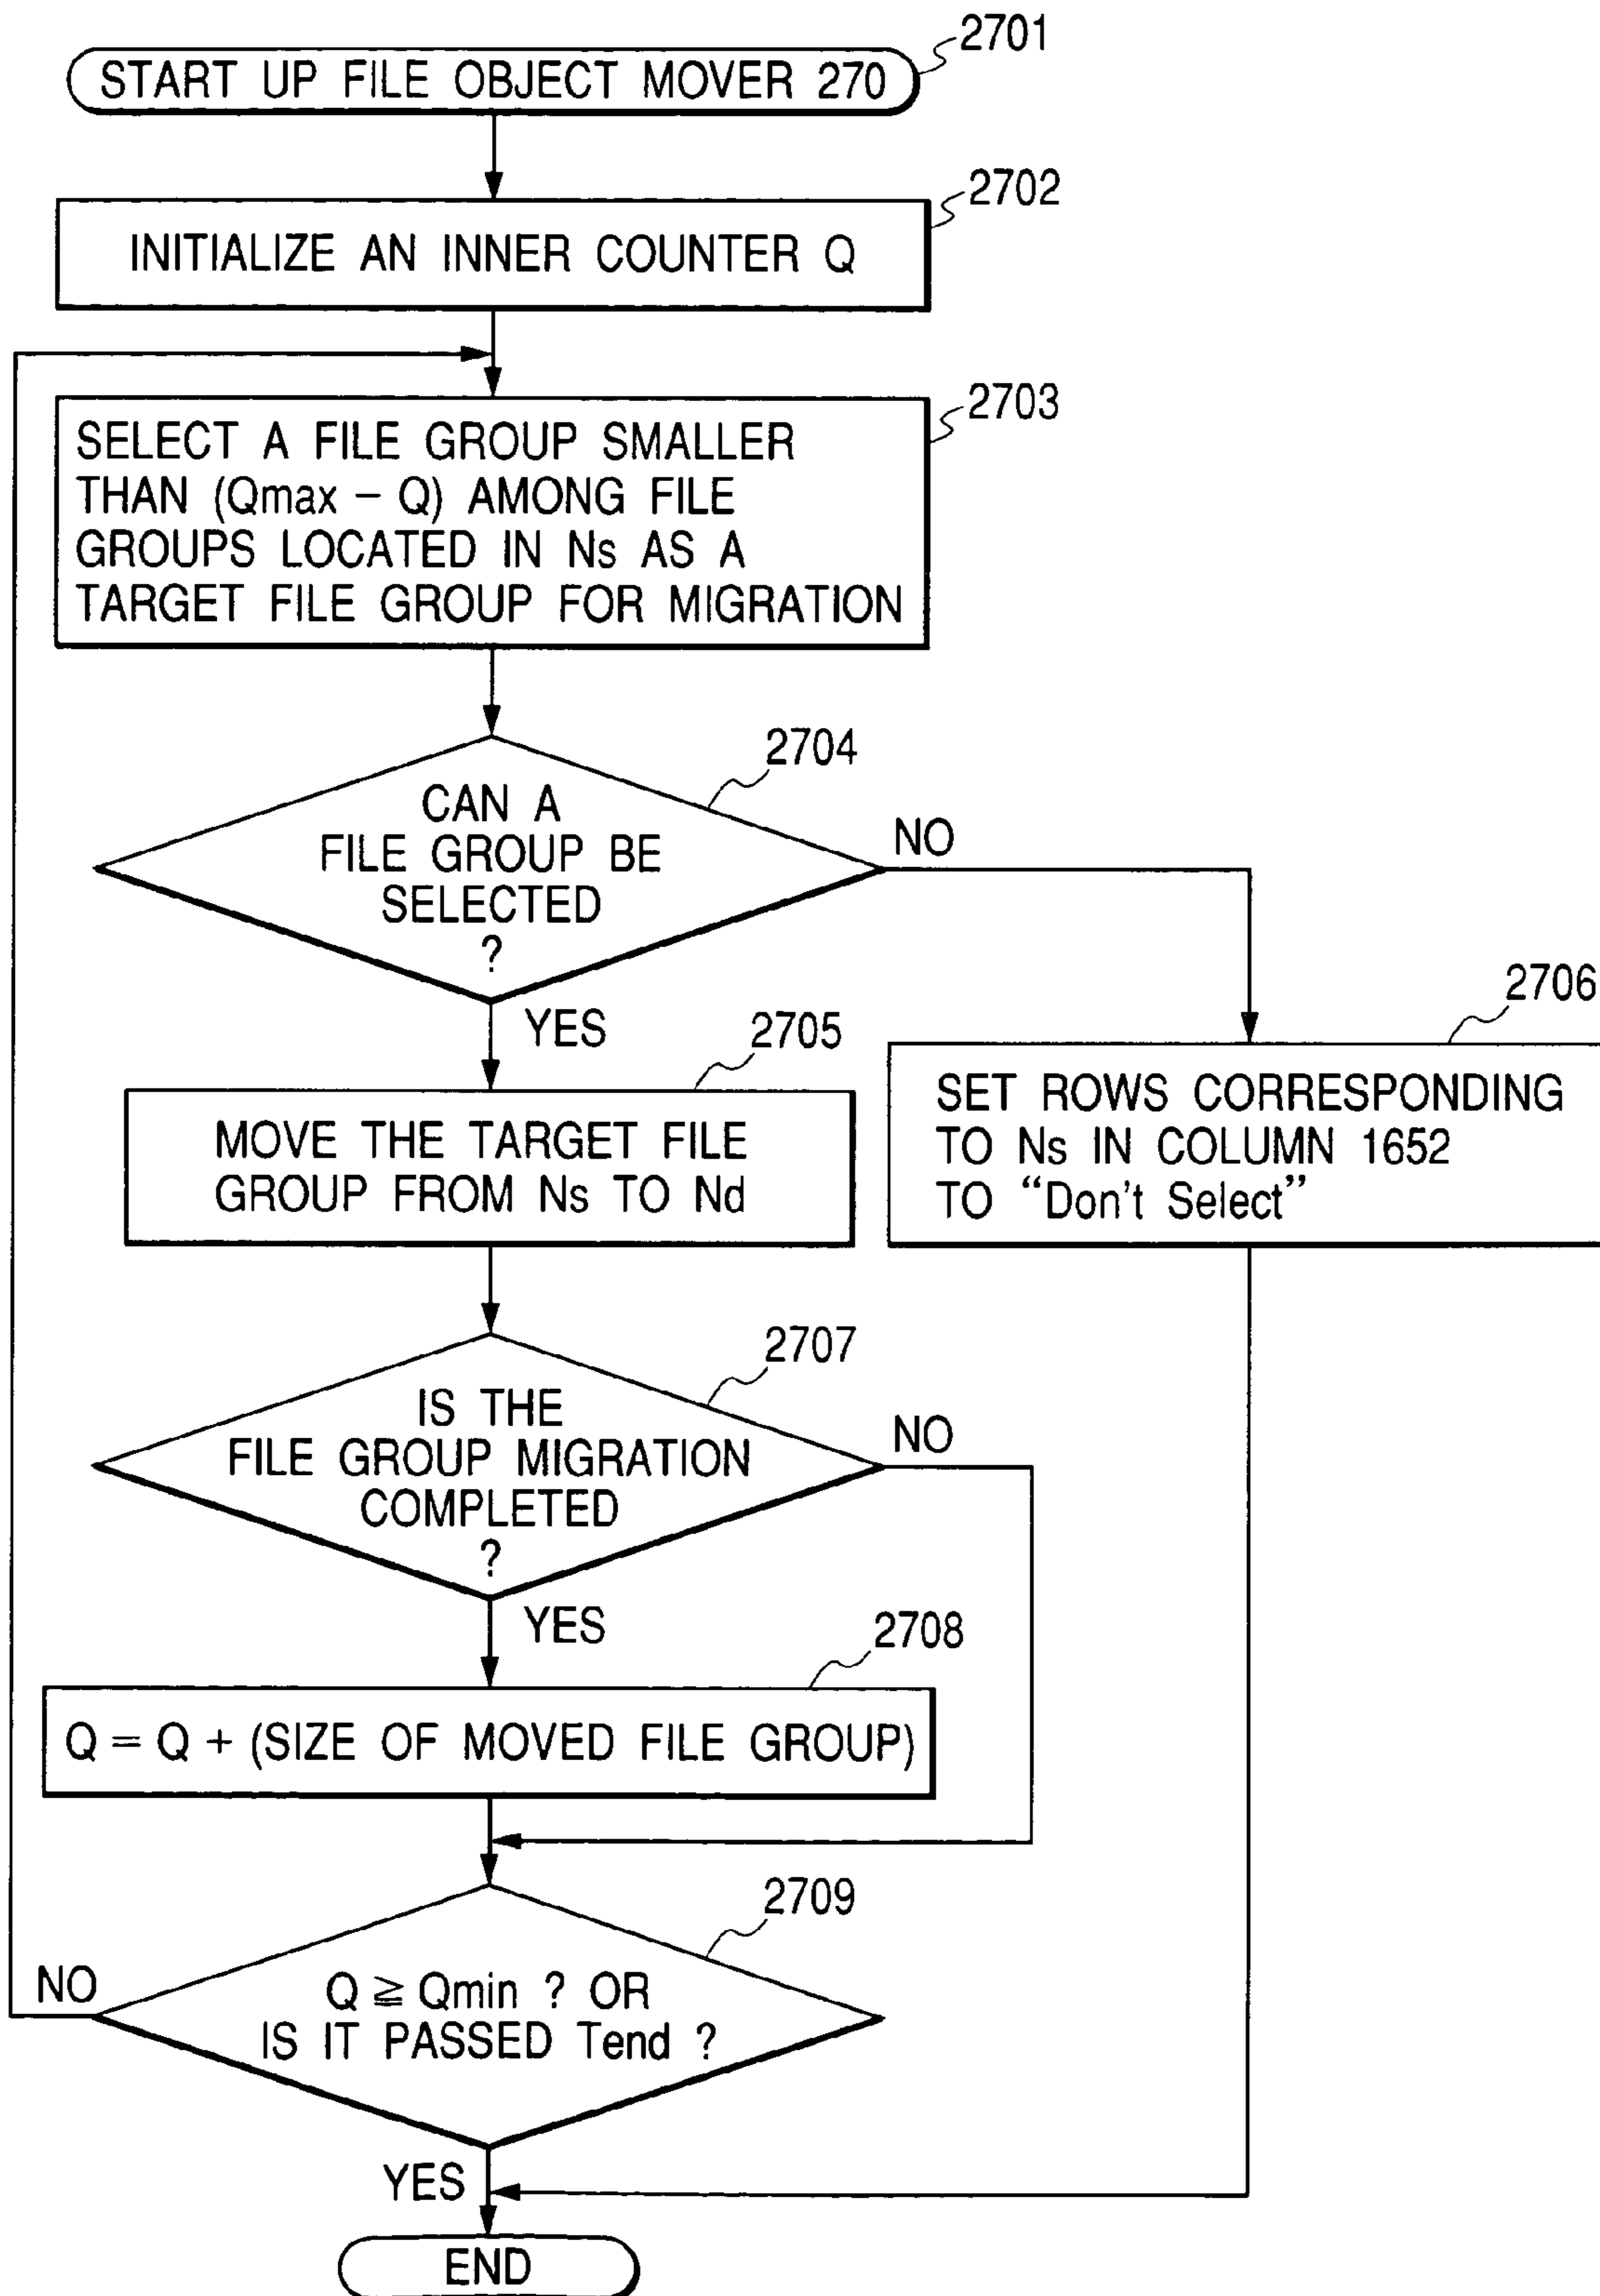 2701
START UP FILE OBJECT MOVER 270
2702
INITIALIZE AN INNER COUNTER Q
2703
SELECT A FILE GROUP SMALLER
THAN (Qmax – Q) AMONG FILE
GROUPS LOCATED IN Ns AS A
TARGET FILE GROUP FOR MIGRATION
2704
CAN A
FILE GROUP BE
SELECTED
?
NO
YES
2705
MOVE THE TARGET FILE
GROUP FROM Ns TO Nd
2706
SET ROWS CORRESPONDING
TO Ns IN COLUMN 1652
TO “Don't Select”
2707
IS THE
FILE GROUP MIGRATION
COMPLETED
?
NO
YES
2708
Q = Q + (SIZE OF MOVED FILE GROUP)
2709
Q ≧ Qmin ? OR
IS IT PASSED Tend ?
NO
YES
END